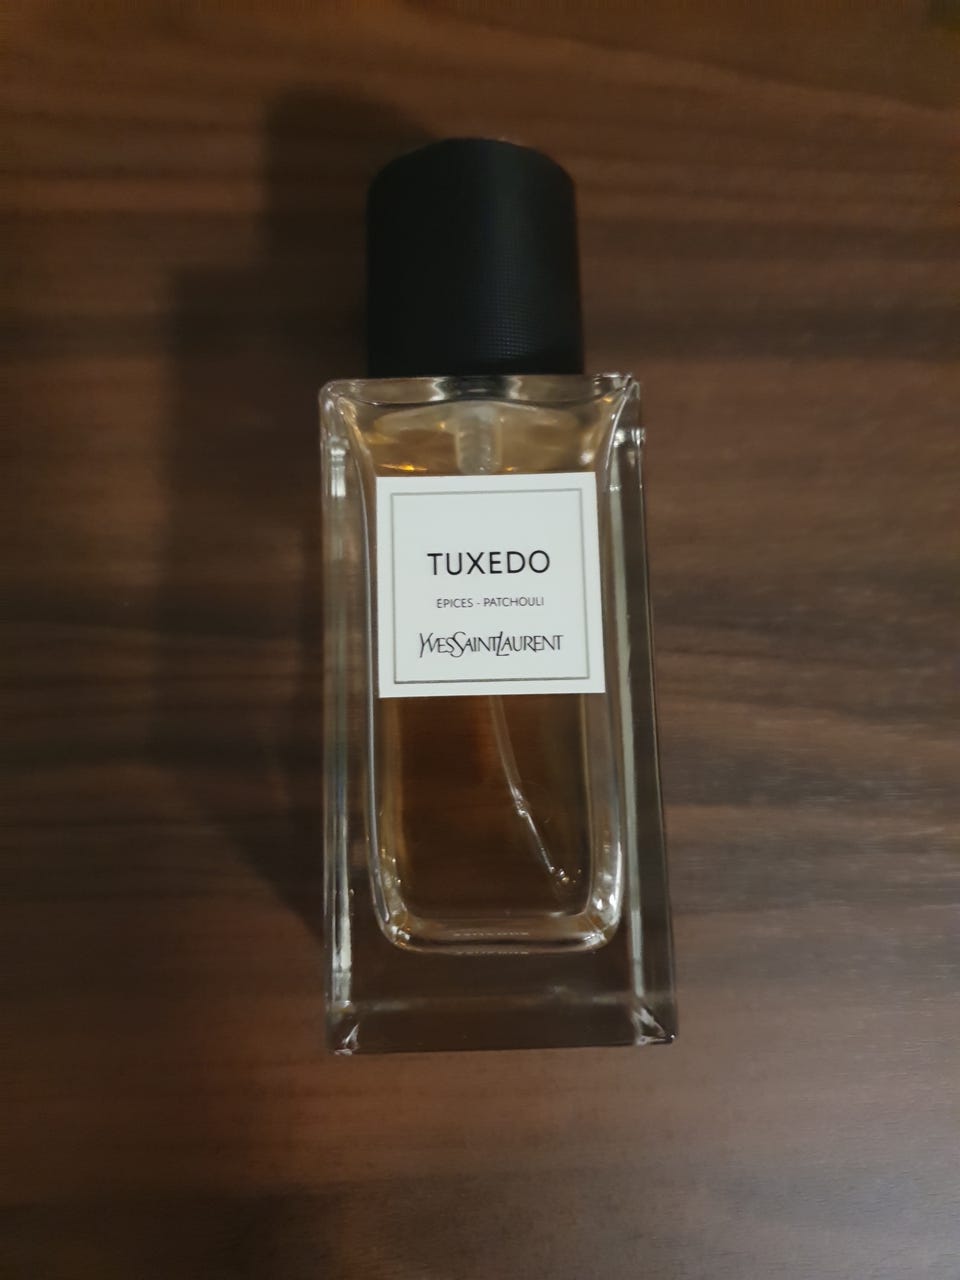 TUXEDO
ÉPICES - PATCHOULI
YVESSAINTLAURENT